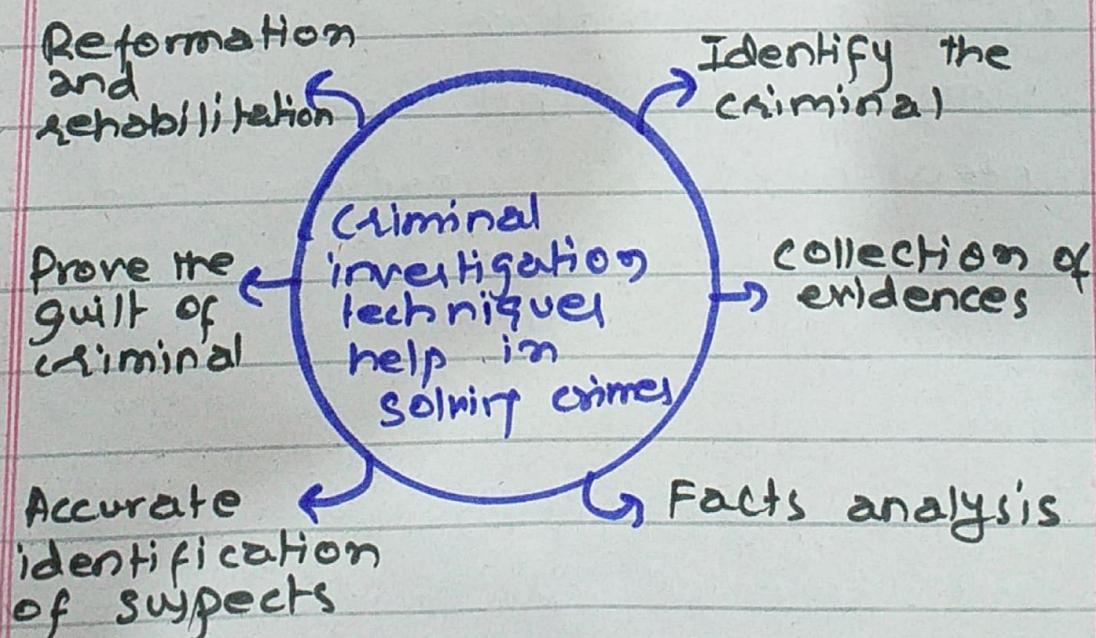 Reformation
and
rehabilitation
Identify the
criminal
Criminal
investigation
techniques
help in
solving crimes
Prove the
guilt of
criminal
collection of
evidences
Accurate
identification
of suspects
Facts analysis